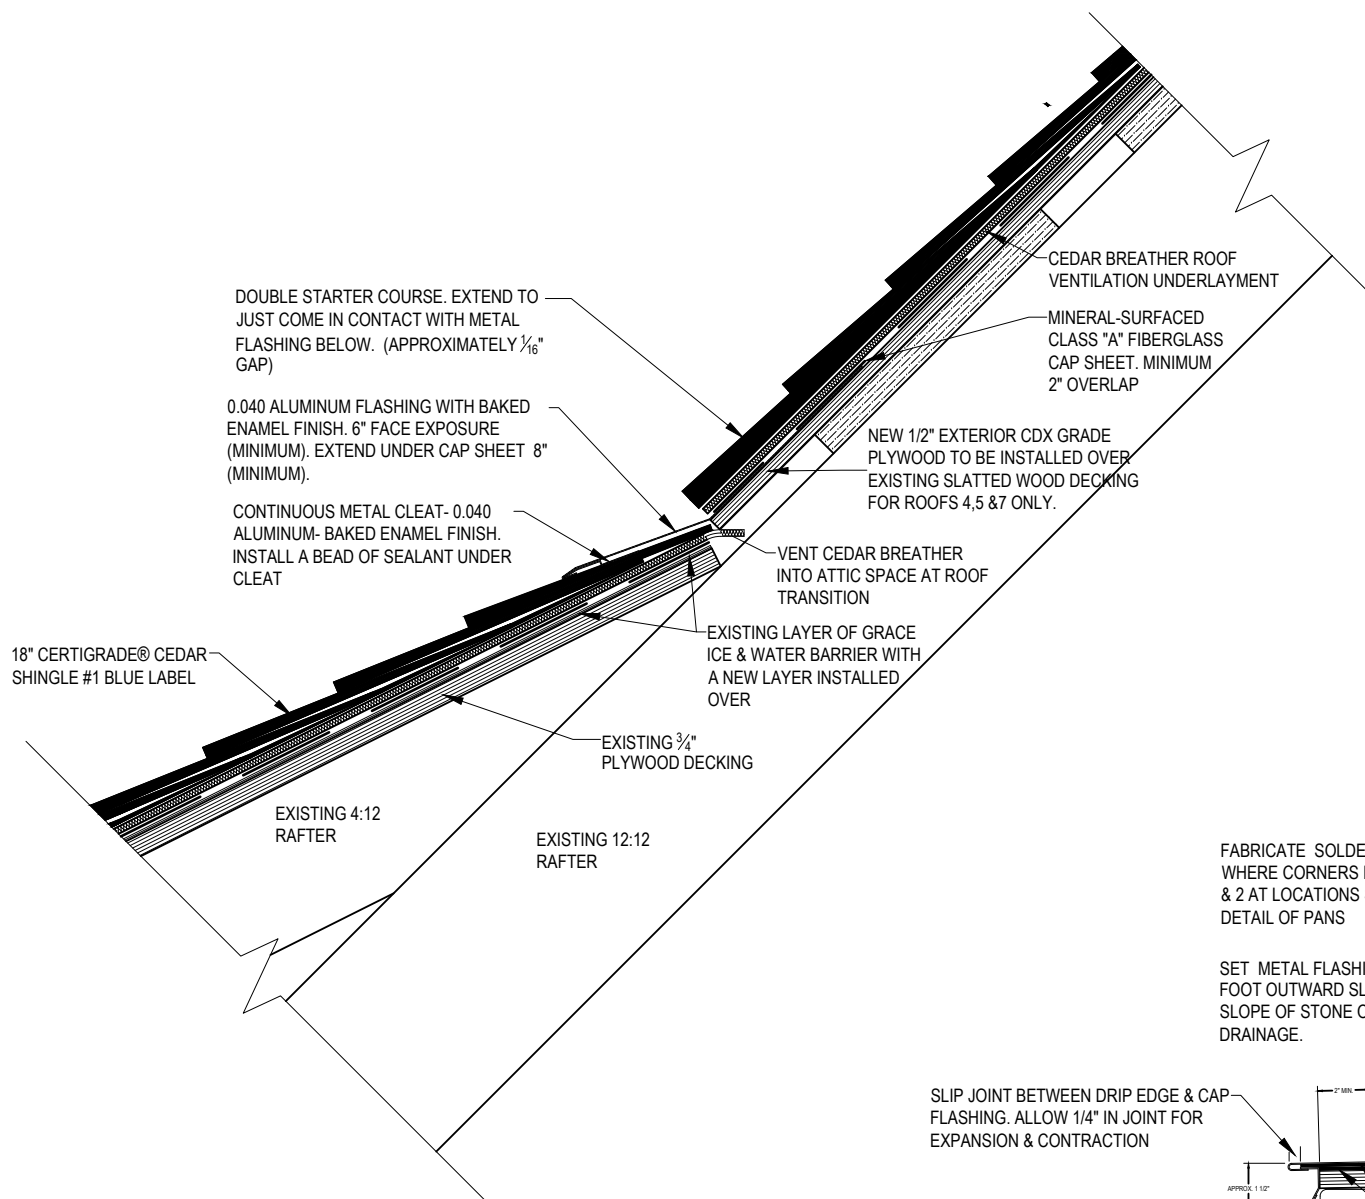 DOUBLE STARTER COURSE. EXTEND TO
JUST COME IN CONTACT WITH METAL
FLASHING BELOW. (APPROXIMATELY 1/16"
GAP)
0.040 ALUMINUM FLASHING WITH BAKED
ENAMEL FINISH. 6" FACE EXPOSURE
(MINIMUM). EXTEND UNDER CAP SHEET 8"
(MINIMUM).
CONTINUOUS METAL CLEAT- 0.040
ALUMINUM- BAKED ENAMEL FINISH.
INSTALL A BEAD OF SEALANT UNDER
CLEAT
18" CERTIGRADE® CEDAR
SHINGLE #1 BLUE LABEL
CEDAR BREATHER ROOF
VENTILATION UNDERLAYMENT
MINERAL-SURFACED
CLASS "A" FIBERGLASS
CAP SHEET. MINIMUM
2" OVERLAP
NEW 1/2" EXTERIOR CDX GRADE
PLYWOOD TO BE INSTALLED OVER
EXISTING SLATTED WOOD DECKING
FOR ROOFS 4,5 &7 ONLY.
VENT CEDAR BREATHER
INTO ATTIC SPACE AT ROOF
TRANSITION
EXISTING LAYER OF GRACE
ICE & WATER BARRIER WITH
A NEW LAYER INSTALLED
OVER
EXISTING 3/4"
PLYWOOD DECKING
EXISTING 4:12
RAFTER
EXISTING 12:12
RAFTER
FABRICATE SOLDE
WHERE CORNERS
& 2 AT LOCATIONS
DETAIL OF PANS
SET METAL FLASHI
FOOT OUTWARD SL
SLOPE OF STONE C
DRAINAGE.
SLIP JOINT BETWEEN DRIP EDGE & CAP
FLASHING. ALLOW 1/4" IN JOINT FOR
EXPANSION & CONTRACTION
2" MIN.
APPROX. 1 1/2"